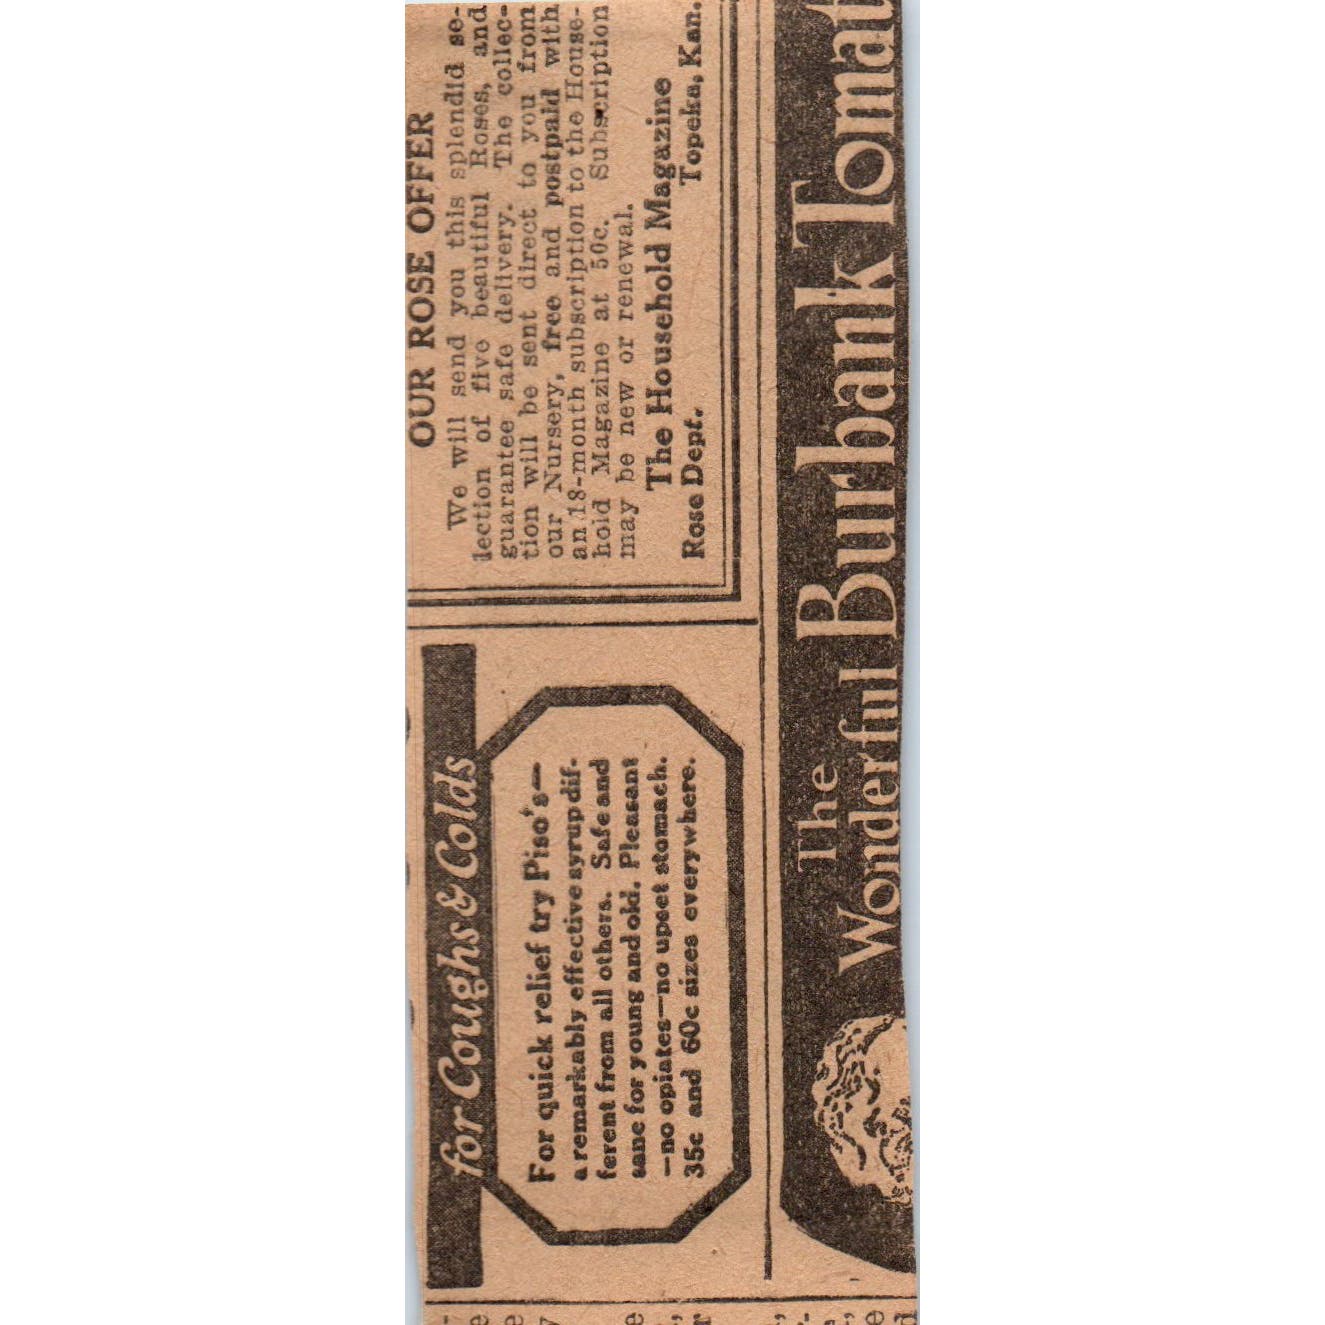 for Coughs & Colds
For quick relief try Piso's—
a remarkably effective syrup dif-
ferent from all others. Safe and
sane for young and old. Pleasant
—no opiates—no upset stomach.
35c and 60c sizes everywhere.
OUR ROSE OFFER
We will send you this splendid se-
lection of five beautiful Roses, and
guarantee safe delivery. The collec-
tion will be sent direct to you from
our Nursery, free and postpaid with
an 18-month subscription to the House-
hold Magazine at 50c. Subscription
may be new or renewal.
The Household Magazine
Rose Dept., Topeka, Kan.
The
Wonderful Burbank Tomat